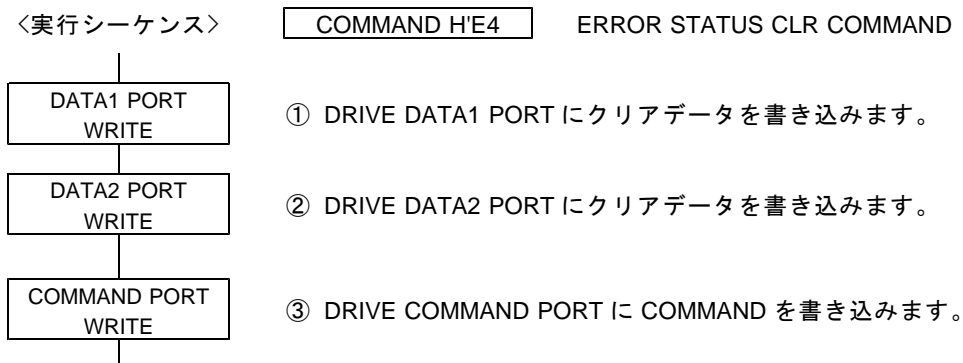 〈実行シーケンス〉 COMMAND H'E4 ERROR STATUS CLR COMMAND
DATA1 PORT
WRITE
① DRIVE DATA1 PORT にクリアデータを書き込みます。
DATA2 PORT
WRITE
② DRIVE DATA2 PORT にクリアデータを書き込みます。
COMMAND PORT
WRITE
③ DRIVE COMMAND PORT に COMMAND を書き込みます。